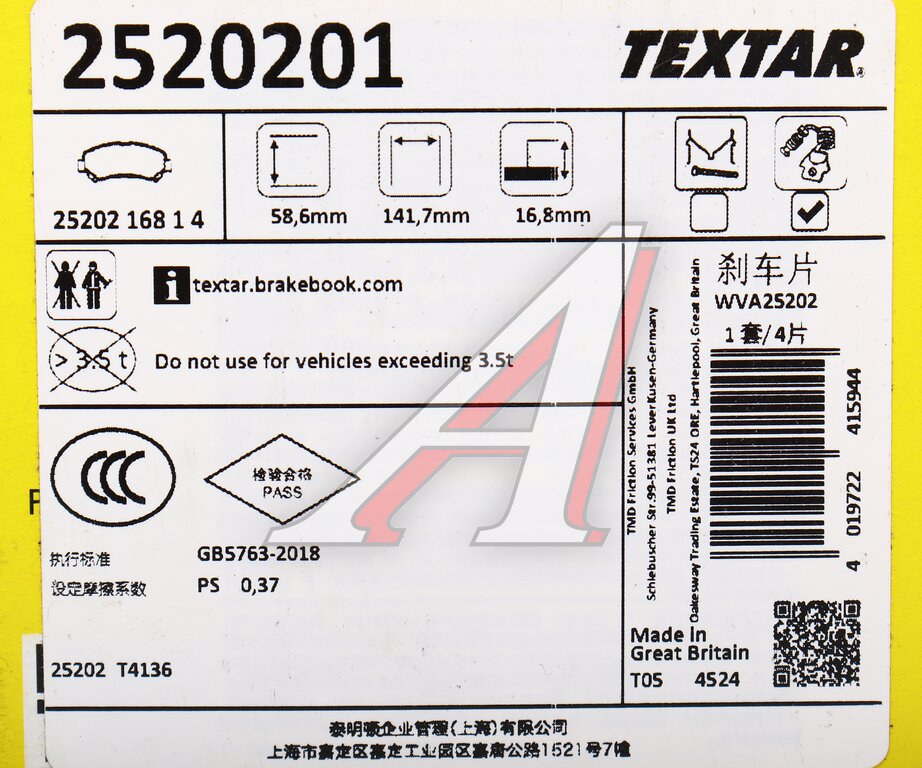 2520201
TEXTAR
25202 168 1 4
58,6mm
141,7mm
16,8mm
i textar.brakebook.com
> 3.5 t
Do not use for vehicles exceeding 3.5t
刹车片
WVA25202
1套/4片
TMD Friction Services GmbH
Schlebuscher Str.99-51381 LeverKusen-Germany
TMD Friction UK Ltd
Oakesway Trading Estate, TS24 ORE, Hartlepool, Great Britain
4 019722 415944
CCC
检验合格
PASS
执行标准 GB5763-2018
设定摩擦系数 PS 0,37
25202 T4136
Made in
Great Britain
T05 4524
泰明顿企业管理(上海)有限公司
上海市嘉定区嘉定工业园区嘉唐公路1521号7幢